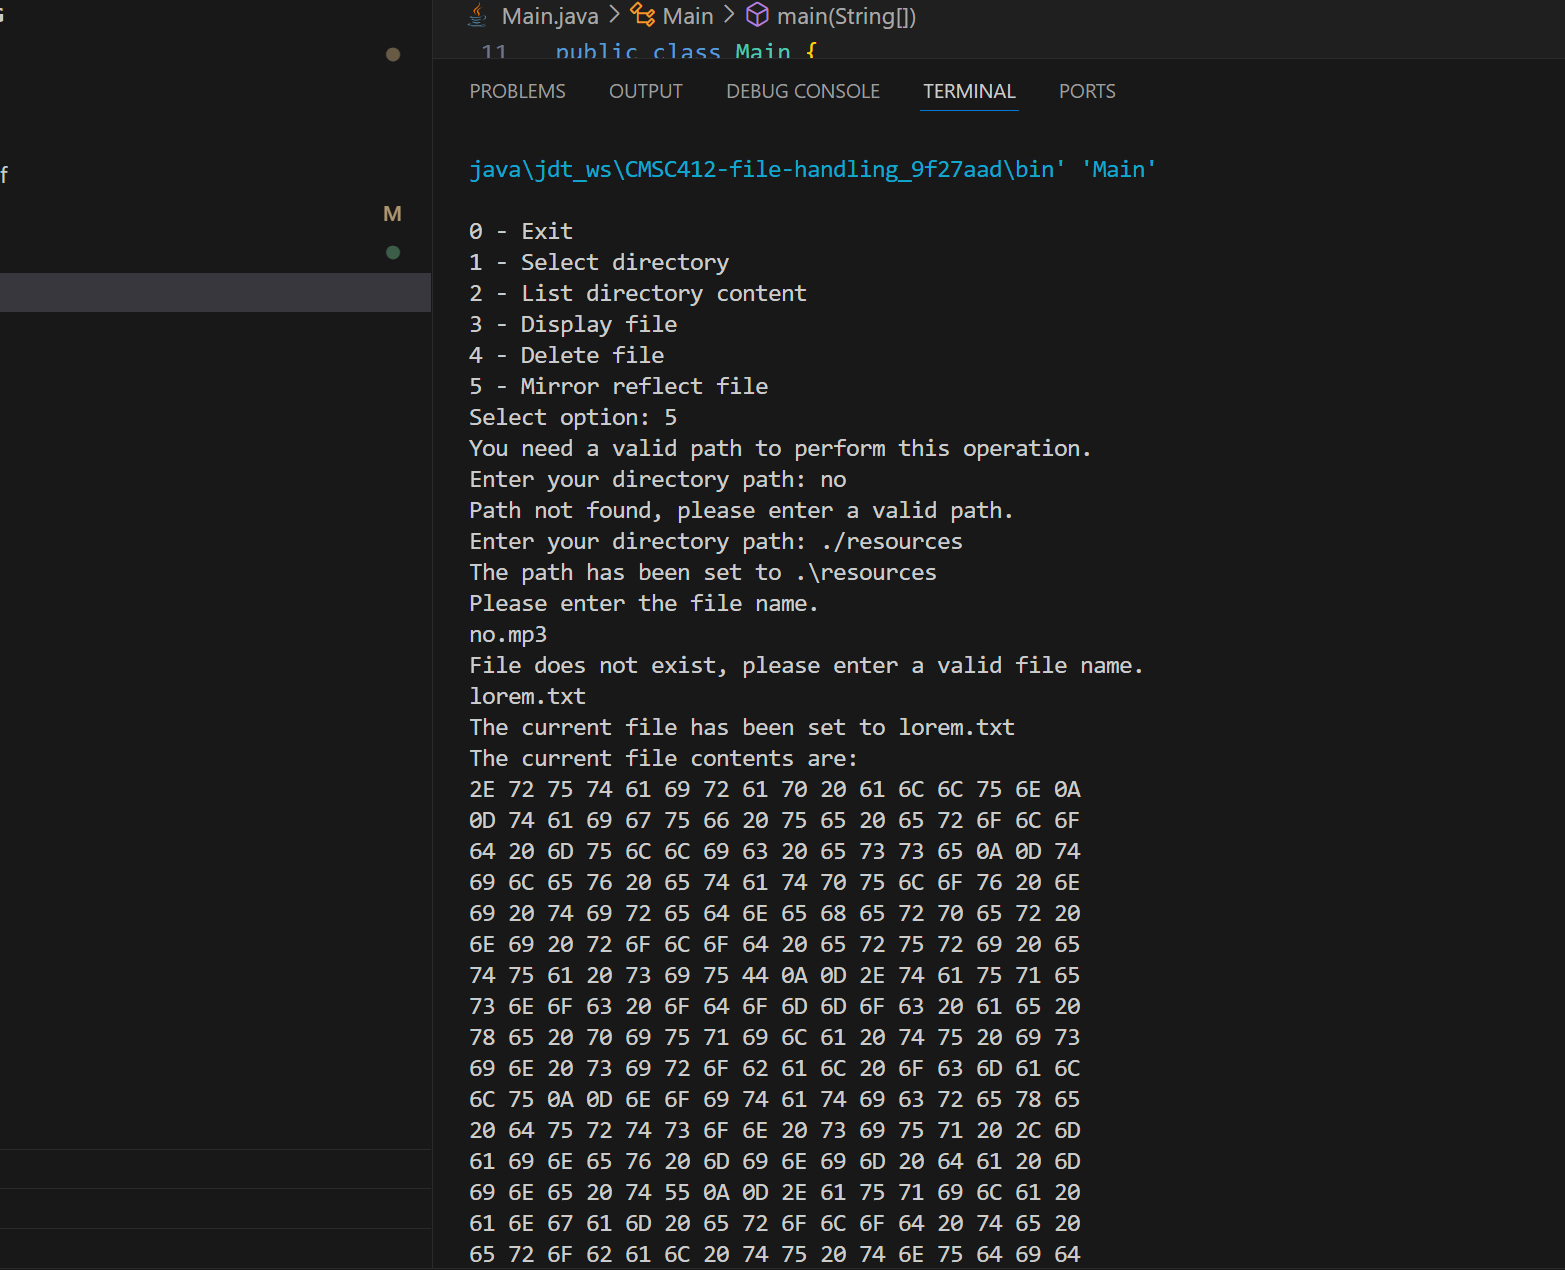 Main.java > Main > main(String[])
11 public class Main {
PROBLEMS OUTPUT DEBUG CONSOLE TERMINAL PORTS
f
M
java\jdt_ws\CMSC412-file-handling_9f27aad\bin' 'Main'
0 - Exit
1 - Select directory
2 - List directory content
3 - Display file
4 - Delete file
5 - Mirror reflect file
Select option: 5
You need a valid path to perform this operation.
Enter your directory path: no
Path not found, please enter a valid path.
Enter your directory path: ./resources
The path has been set to .\resources
Please enter the file name.
no.mp3
File does not exist, please enter a valid file name.
lorem.txt
The current file has been set to lorem.txt
The current file contents are:
2E 72 75 74 61 69 72 61 70 20 61 6C 6C 75 6E 0A
0D 74 61 69 67 75 66 20 75 65 20 65 72 6F 6C 6F
64 20 6D 75 6C 6C 69 63 20 65 73 73 65 0A 0D 74
69 6C 65 76 20 65 74 61 74 70 75 6C 6F 76 20 6E
69 20 74 69 72 65 64 6E 65 68 65 72 70 65 72 20
6E 69 20 72 6F 6C 6F 64 20 65 72 75 72 69 20 65
74 75 61 20 73 69 75 44 0A 0D 2E 74 61 75 71 65
73 6E 6F 63 20 6F 64 6F 6D 6D 6F 63 20 61 65 20
78 65 20 70 69 75 71 69 6C 61 20 74 75 20 69 73
69 6E 20 73 69 72 6F 62 61 6C 20 6F 63 6D 61 6C
6C 75 0A 0D 6E 6F 69 74 61 74 69 63 72 65 78 65
20 64 75 72 74 73 6F 6E 20 73 69 75 71 20 2C 6D
61 69 6E 65 76 20 6D 69 6E 69 6D 20 64 61 20 6D
69 6E 65 20 74 55 0A 0D 2E 61 75 71 69 6C 61 20
61 6E 67 61 6D 20 65 72 6F 6C 6F 64 20 74 65 20
65 72 6F 62 61 6C 20 74 75 20 74 6E 75 64 69 64